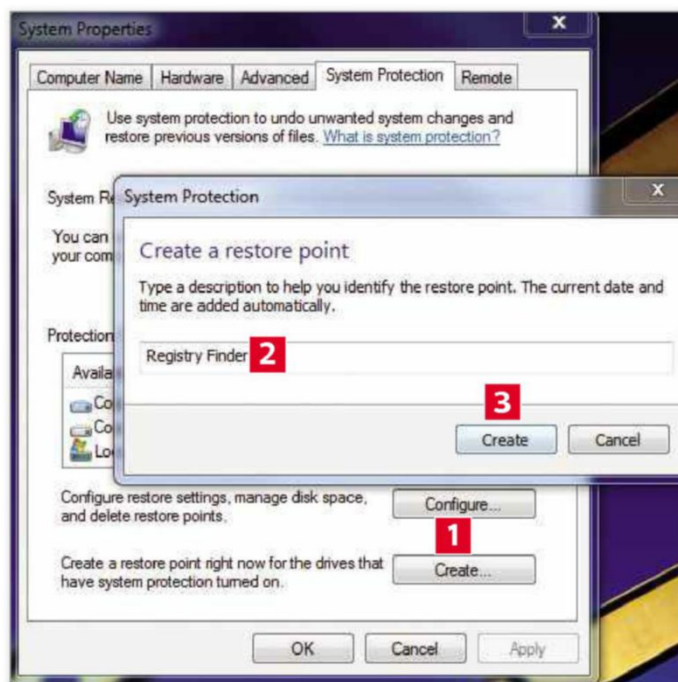 System Properties
x
Computer Name Hardware Advanced System Protection Remote
Use system protection to undo unwanted system changes and
restore previous versions of files. What is system protection?
System Re
You can
your com
System Protection
x
Create a restore point
Type a description to help you identify the restore point. The current date and
time are added automatically.
Registry Finder 2
3
Create Cancel
Protection
Availa
Co
Co
Lo
Configure restore settings, manage disk space,
and delete restore points.
Configure...
1
Create a restore point right now for the drives that
have system protection turned on.
Create...
OK Cancel Apply